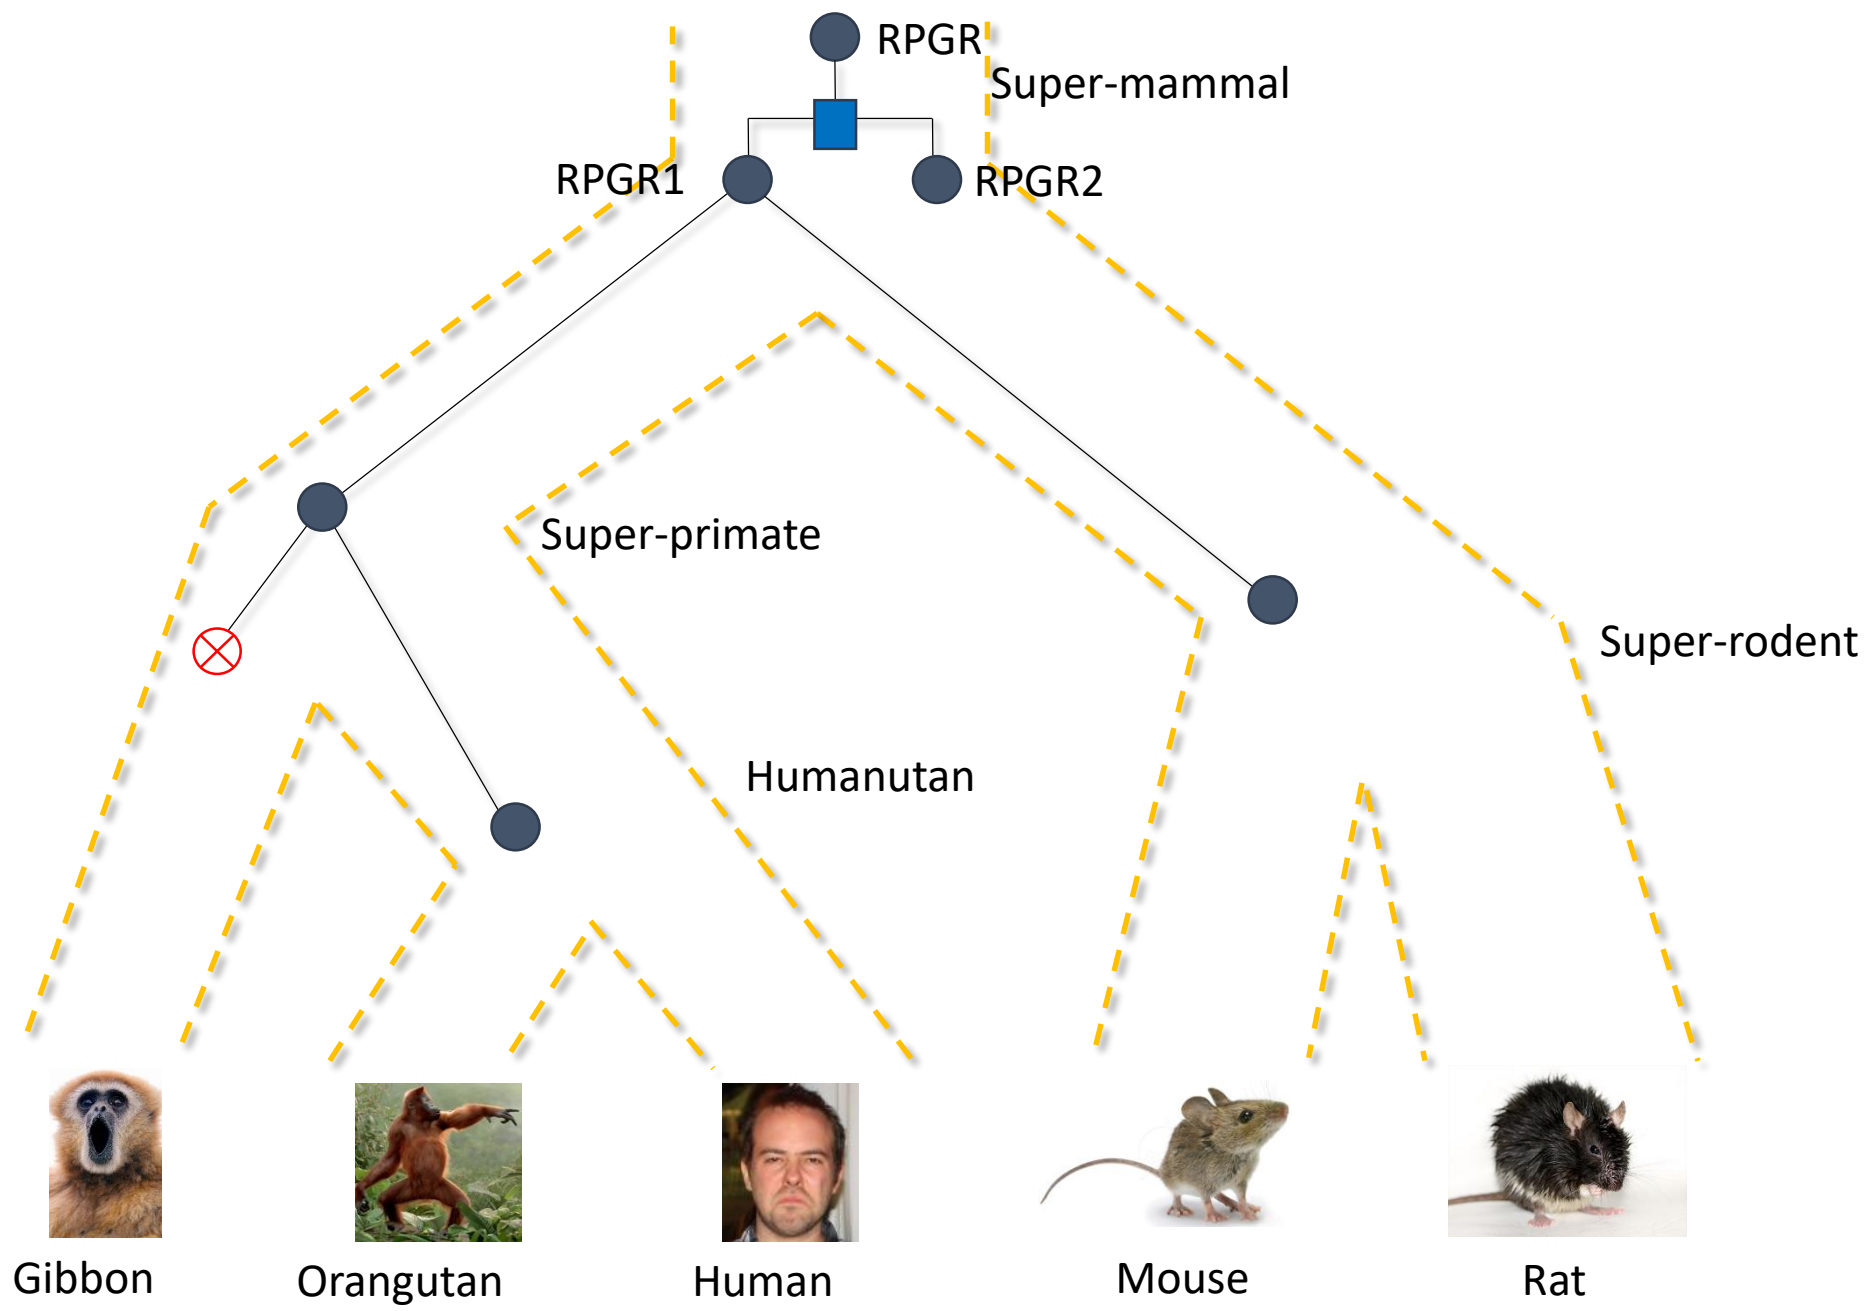 RPGR
Super-mammal
RPGR1
RPGR2
Super-primate
Super-rodent
Humanutan
Gibbon
Orangutan
Human
Mouse
Rat